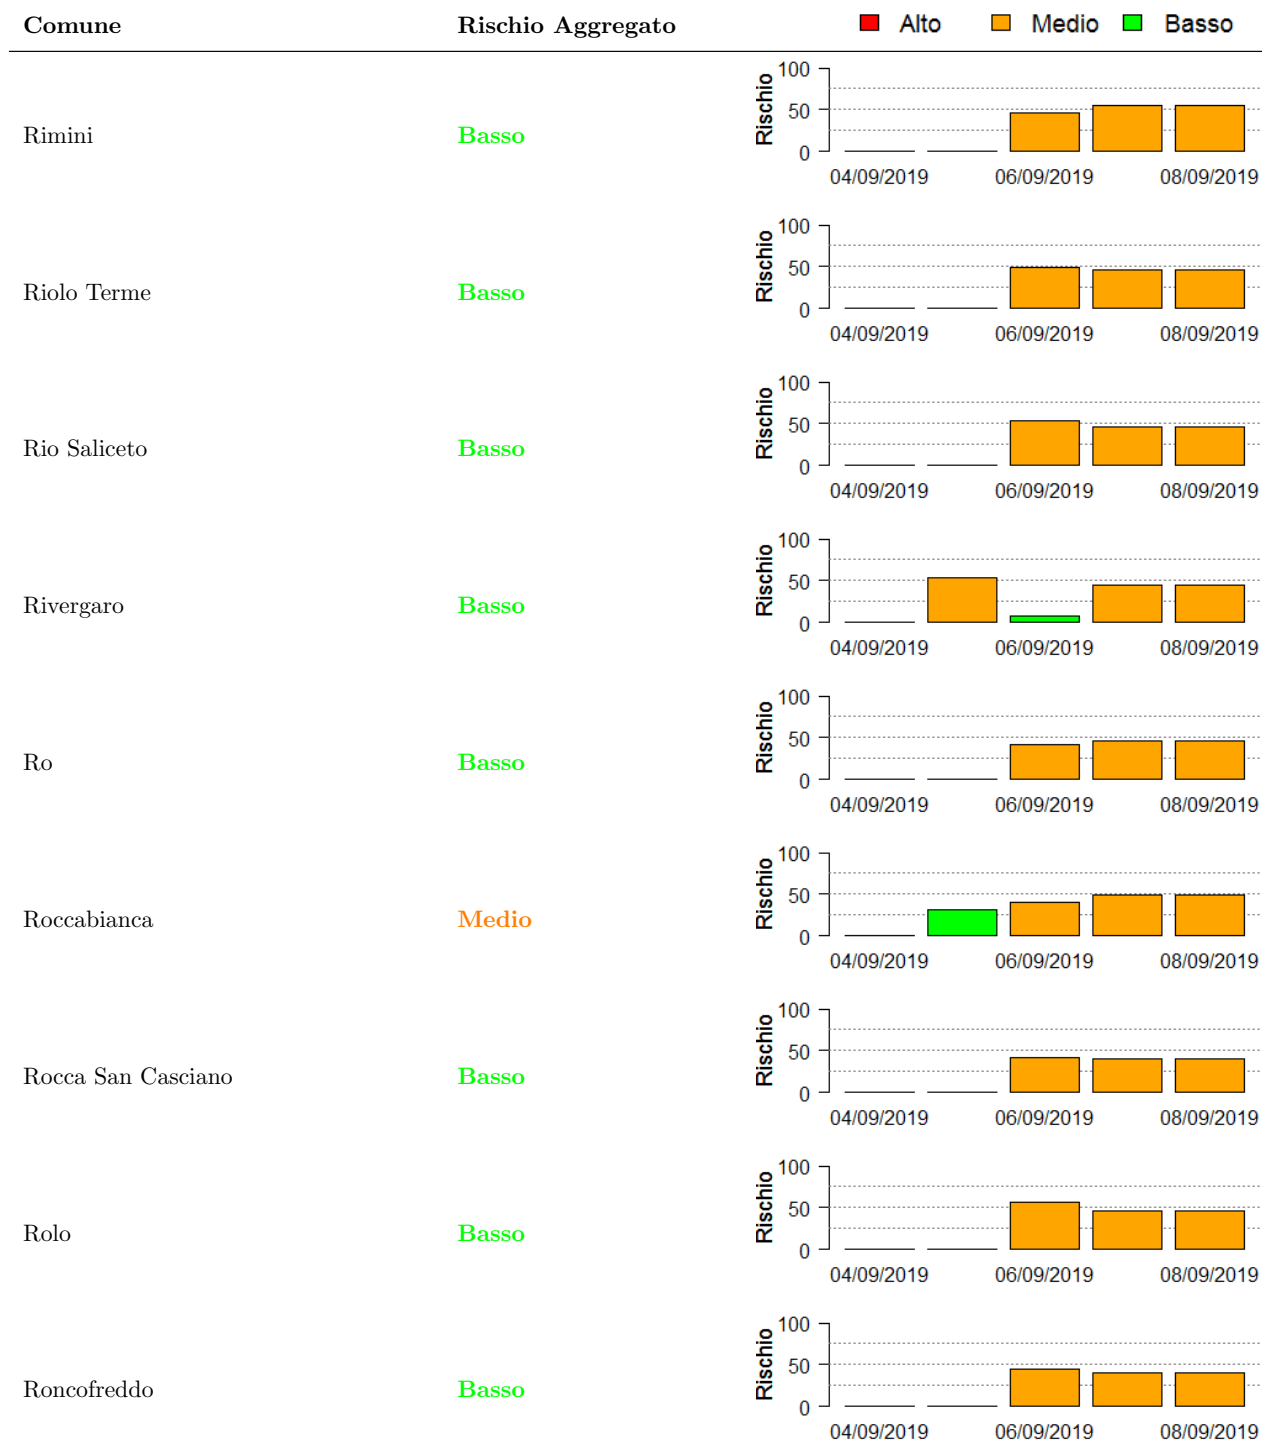 Comune Rischio Aggregato Alto Medio Basso
Rimini Basso
Rischio
100
50
0
04/09/2019 06/09/2019 08/09/2019
Riolo Terme Basso
Rischio
100
50
0
04/09/2019 06/09/2019 08/09/2019
Rio Saliceto Basso
Rischio
100
50
0
04/09/2019 06/09/2019 08/09/2019
Rivergaro Basso
Rischio
100
50
0
04/09/2019 06/09/2019 08/09/2019
Ro Basso
Rischio
100
50
0
04/09/2019 06/09/2019 08/09/2019
Roccabianca Medio
Rischio
100
50
0
04/09/2019 06/09/2019 08/09/2019
Rocca San Casciano Basso
Rischio
100
50
0
04/09/2019 06/09/2019 08/09/2019
Rolo Basso
Rischio
100
50
0
04/09/2019 06/09/2019 08/09/2019
Roncofreddo Basso
Rischio
100
50
0
04/09/2019 06/09/2019 08/09/2019